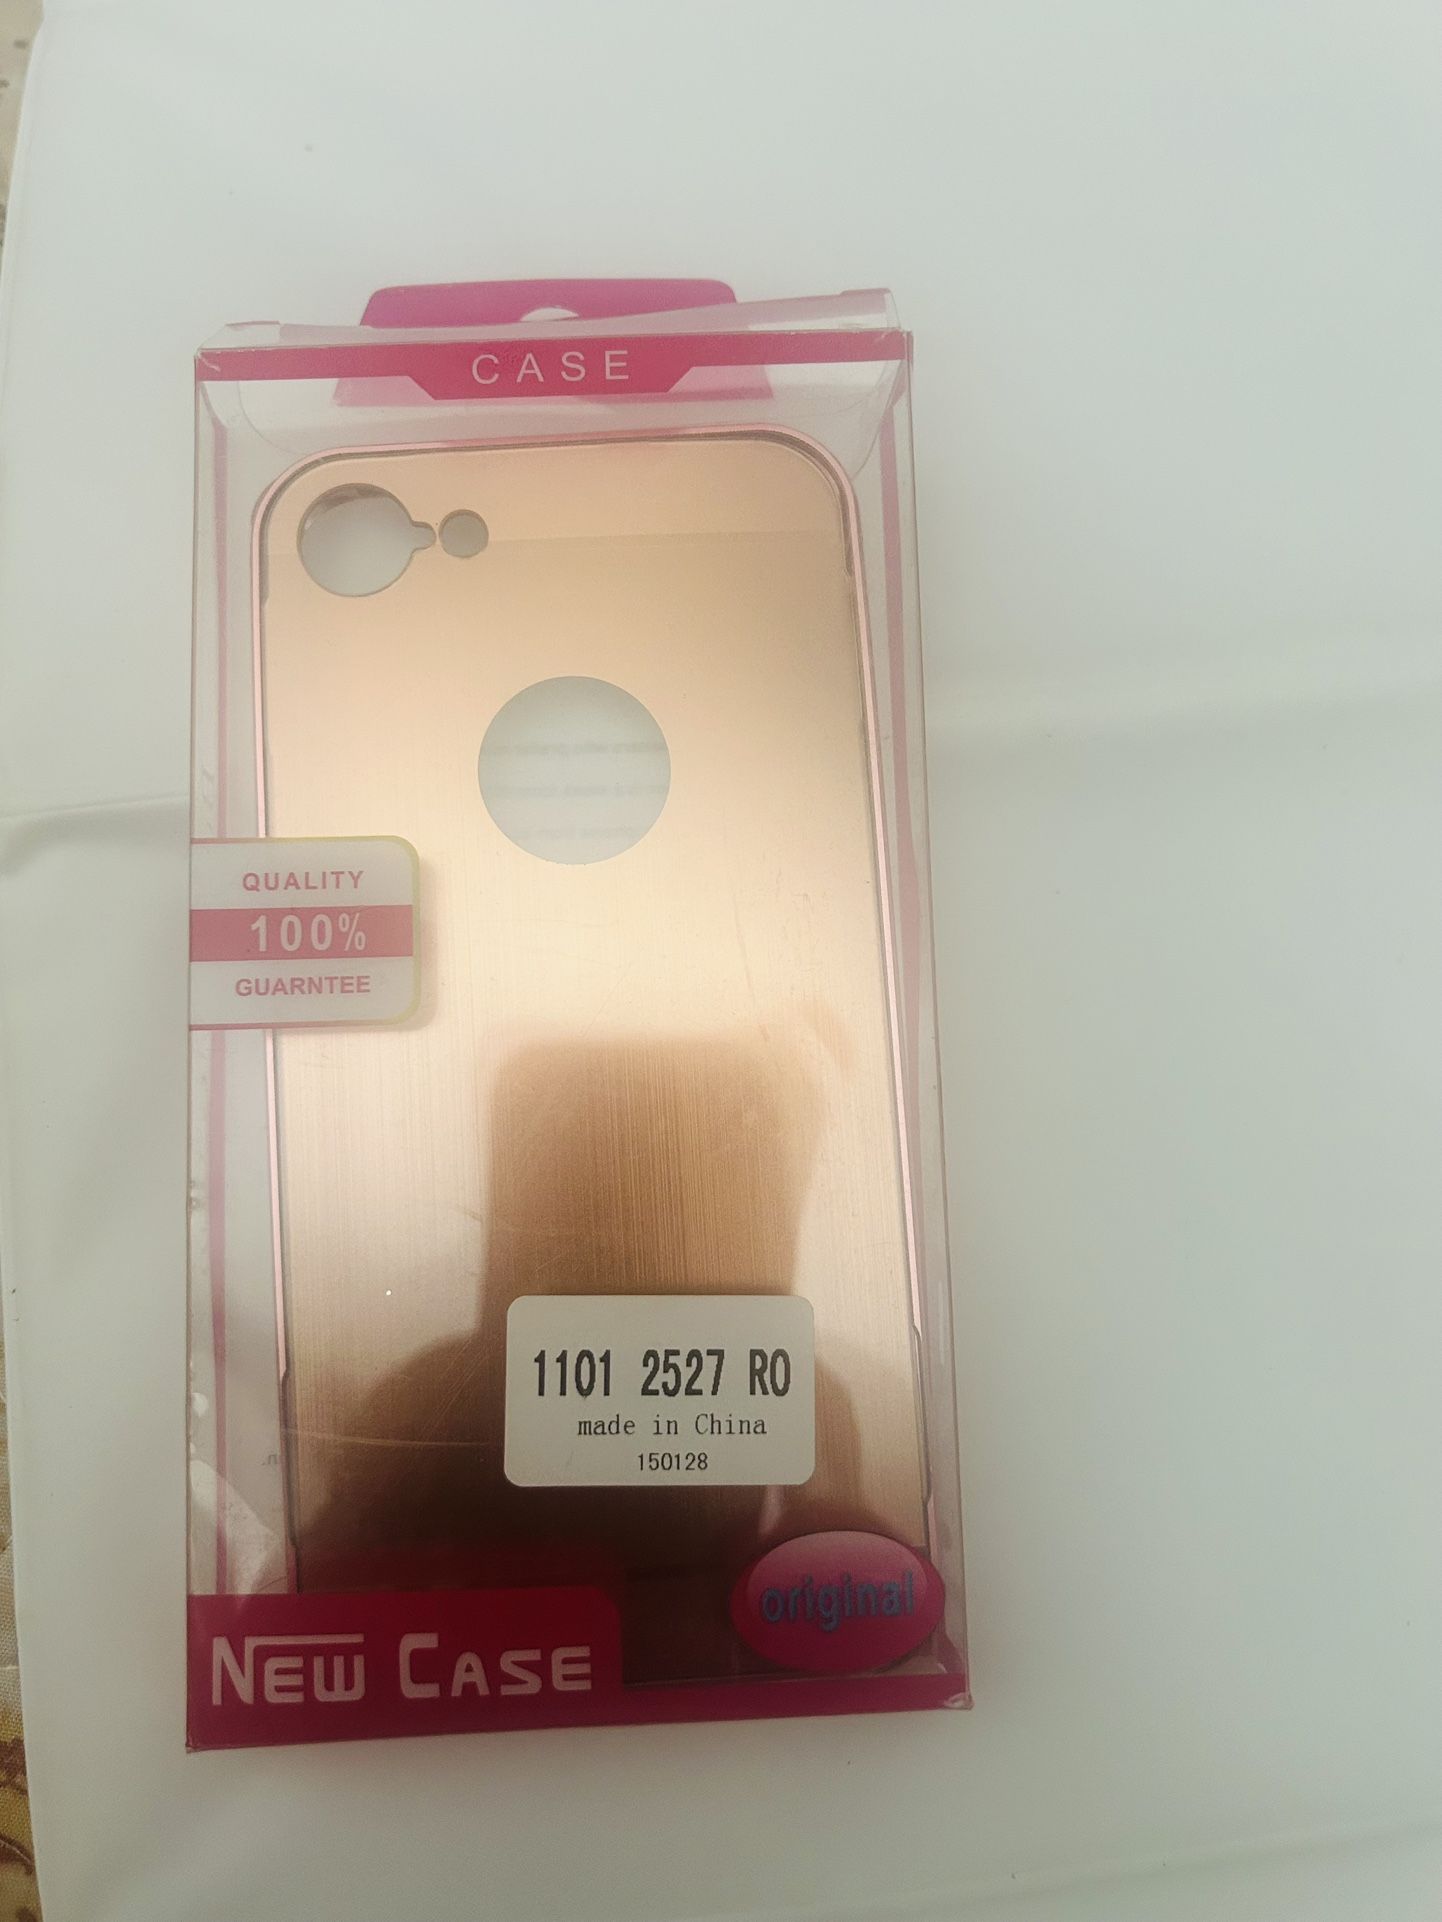 CASE
QUALITY
100%
GUARNTEE
1101 2527 RO
made in China
150128
original
NEW CASE